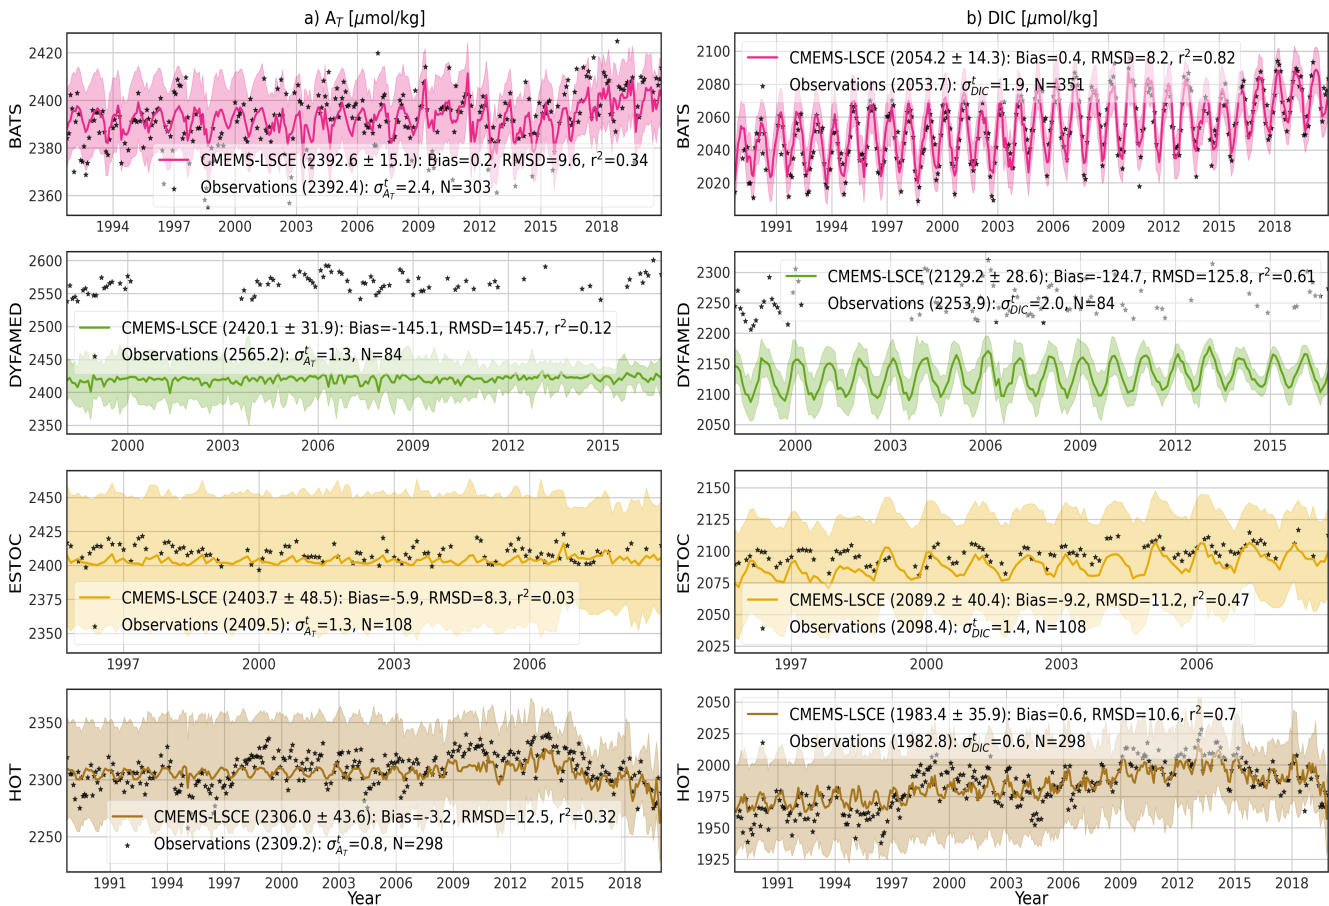 a) A_T [μmol/kg]
BATS
2420
2400
2380
2360
CMEMS-LSCE (2392.6 ± 15.1): Bias=0.2, RMSD=9.6, r²=0.34
Observations (2392.4): σ^t_{A_T}=2.4, N=303
1994 1997 2000 2003 2006 2009 2012 2015 2018
b) DIC [μmol/kg]
BATS
2100
2080
2060
2040
2020
CMEMS-LSCE (2054.2 ± 14.3): Bias=0.4, RMSD=8.2, r²=0.82
Observations (2053.7): σ^t_{DIC}=1.9, N=351
1991 1994 1997 2000 2003 2006 2009 2012 2015 2018
DYFAMED
2600
2550
2500
2450
2400
2350
CMEMS-LSCE (2420.1 ± 31.9): Bias=-145.1, RMSD=145.7, r²=0.12
Observations (2565.2): σ^t_{A_T}=1.3, N=84
2000 2003 2006 2009 2012 2015
DYFAMED
2300
2250
2200
2150
2100
2050
CMEMS-LSCE (2129.2 ± 28.6): Bias=-124.7, RMSD=125.8, r²=0.61
Observations (2253.9): σ^t_{DIC}=2.0, N=84
2000 2003 2006 2009 2012 2015
ESTOC
2450
2425
2400
2375
2350
CMEMS-LSCE (2403.7 ± 48.5): Bias=-5.9, RMSD=8.3, r²=0.03
Observations (2409.5): σ^t_{A_T}=1.3, N=108
1997 2000 2003 2006
ESTOC
2150
2125
2100
2075
2050
2025
CMEMS-LSCE (2089.2 ± 40.4): Bias=-9.2, RMSD=11.2, r²=0.47
Observations (2098.4): σ^t_{DIC}=1.4, N=108
1997 2000 2003 2006
HOT
2350
2300
2250
CMEMS-LSCE (2306.0 ± 43.6): Bias=-3.2, RMSD=12.5, r²=0.32
Observations (2309.2): σ^t_{A_T}=0.8, N=298
1991 1994 1997 2000 2003 2006 2009 2012 2015 2018
Year
HOT
2050
2025
2000
1975
1950
1925
CMEMS-LSCE (1983.4 ± 35.9): Bias=0.6, RMSD=10.6, r²=0.7
Observations (1982.8): σ^t_{DIC}=0.6, N=298
1991 1994 1997 2000 2003 2006 2009 2012 2015 2018
Year